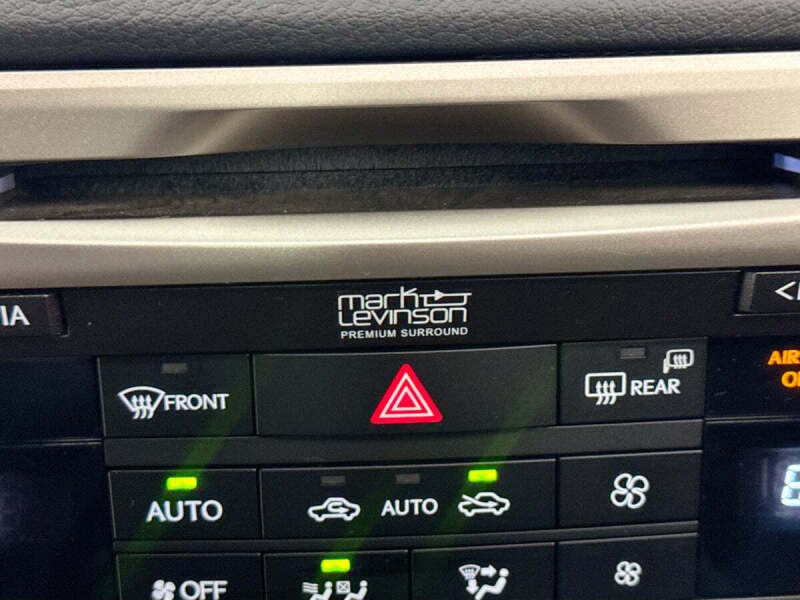 mark
Levinson
PREMIUM SURROUND
FRONT
REAR
AUTO
AUTO
OFF